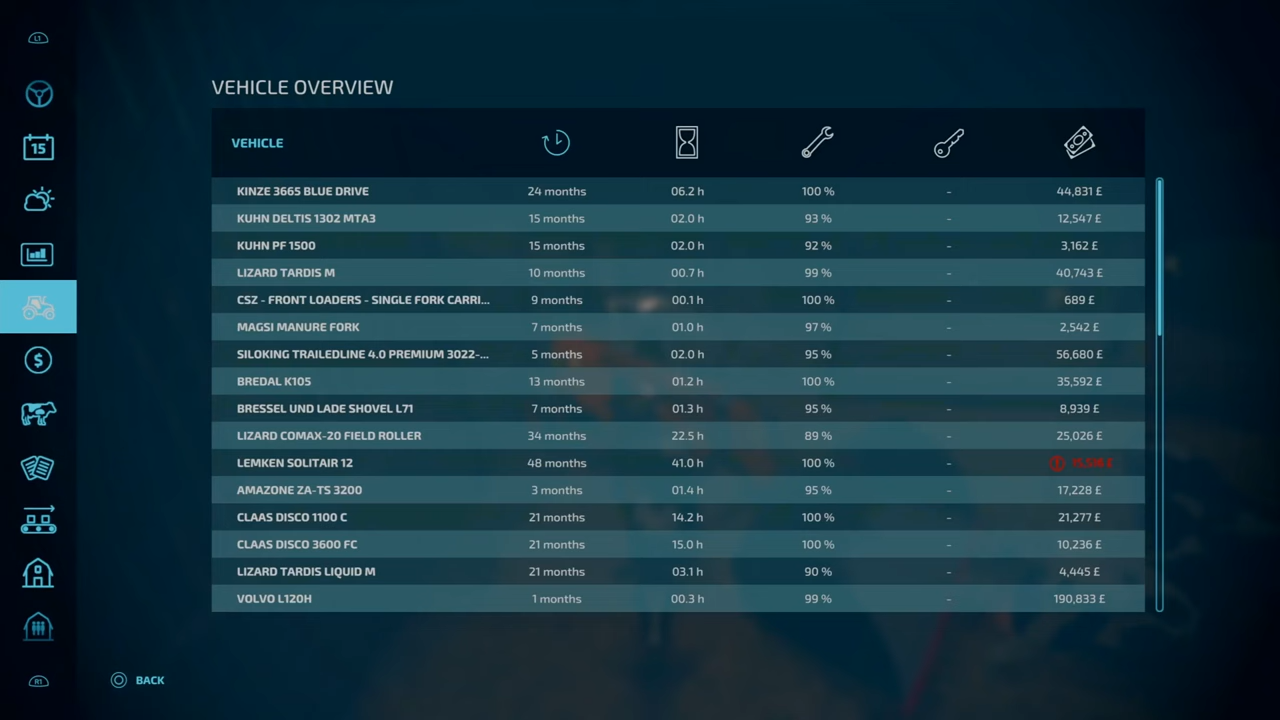 L1
VEHICLE OVERVIEW
VEHICLE
15
KINZE 3665 BLUE DRIVE 24 months 06.2 h 100 % - 44,831 £
KUHN DELTIS 1302 MTA3 15 months 02.0 h 93 % - 12,547 £
KUHN PF 1500 15 months 02.0 h 92 % - 3,162 £
LIZARD TARDIS M 10 months 00.7 h 99 % - 40,743 £
CSZ - FRONT LOADERS - SINGLE FORK CARRI... 9 months 00.1 h 100 % - 689 £
MAGSI MANURE FORK 7 months 01.0 h 97 % - 2,542 £
SILOKING TRAILEDLINE 4.0 PREMIUM 3022-... 5 months 02.0 h 95 % - 56,680 £
BREDAL K105 13 months 01.2 h 100 % - 35,592 £
BRESSEL UND LADE SHOVEL L71 7 months 01.3 h 95 % - 8,939 £
LIZARD COMAX-20 FIELD ROLLER 34 months 22.5 h 89 % - 25,026 £
LEMKEN SOLITAIR 12 48 months 41.0 h 100 % -
AMAZONE ZA-TS 3200 3 months 01.4 h 95 % - 17,228 £
CLAAS DISCO 1100 C 21 months 14.2 h 100 % - 21,277 £
CLAAS DISCO 3600 FC 21 months 15.0 h 100 % - 10,236 £
LIZARD TARDIS LIQUID M 21 months 03.1 h 90 % - 4,445 £
VOLVO L120H 1 months 00.3 h 99 % - 190,833 £
R1
BACK